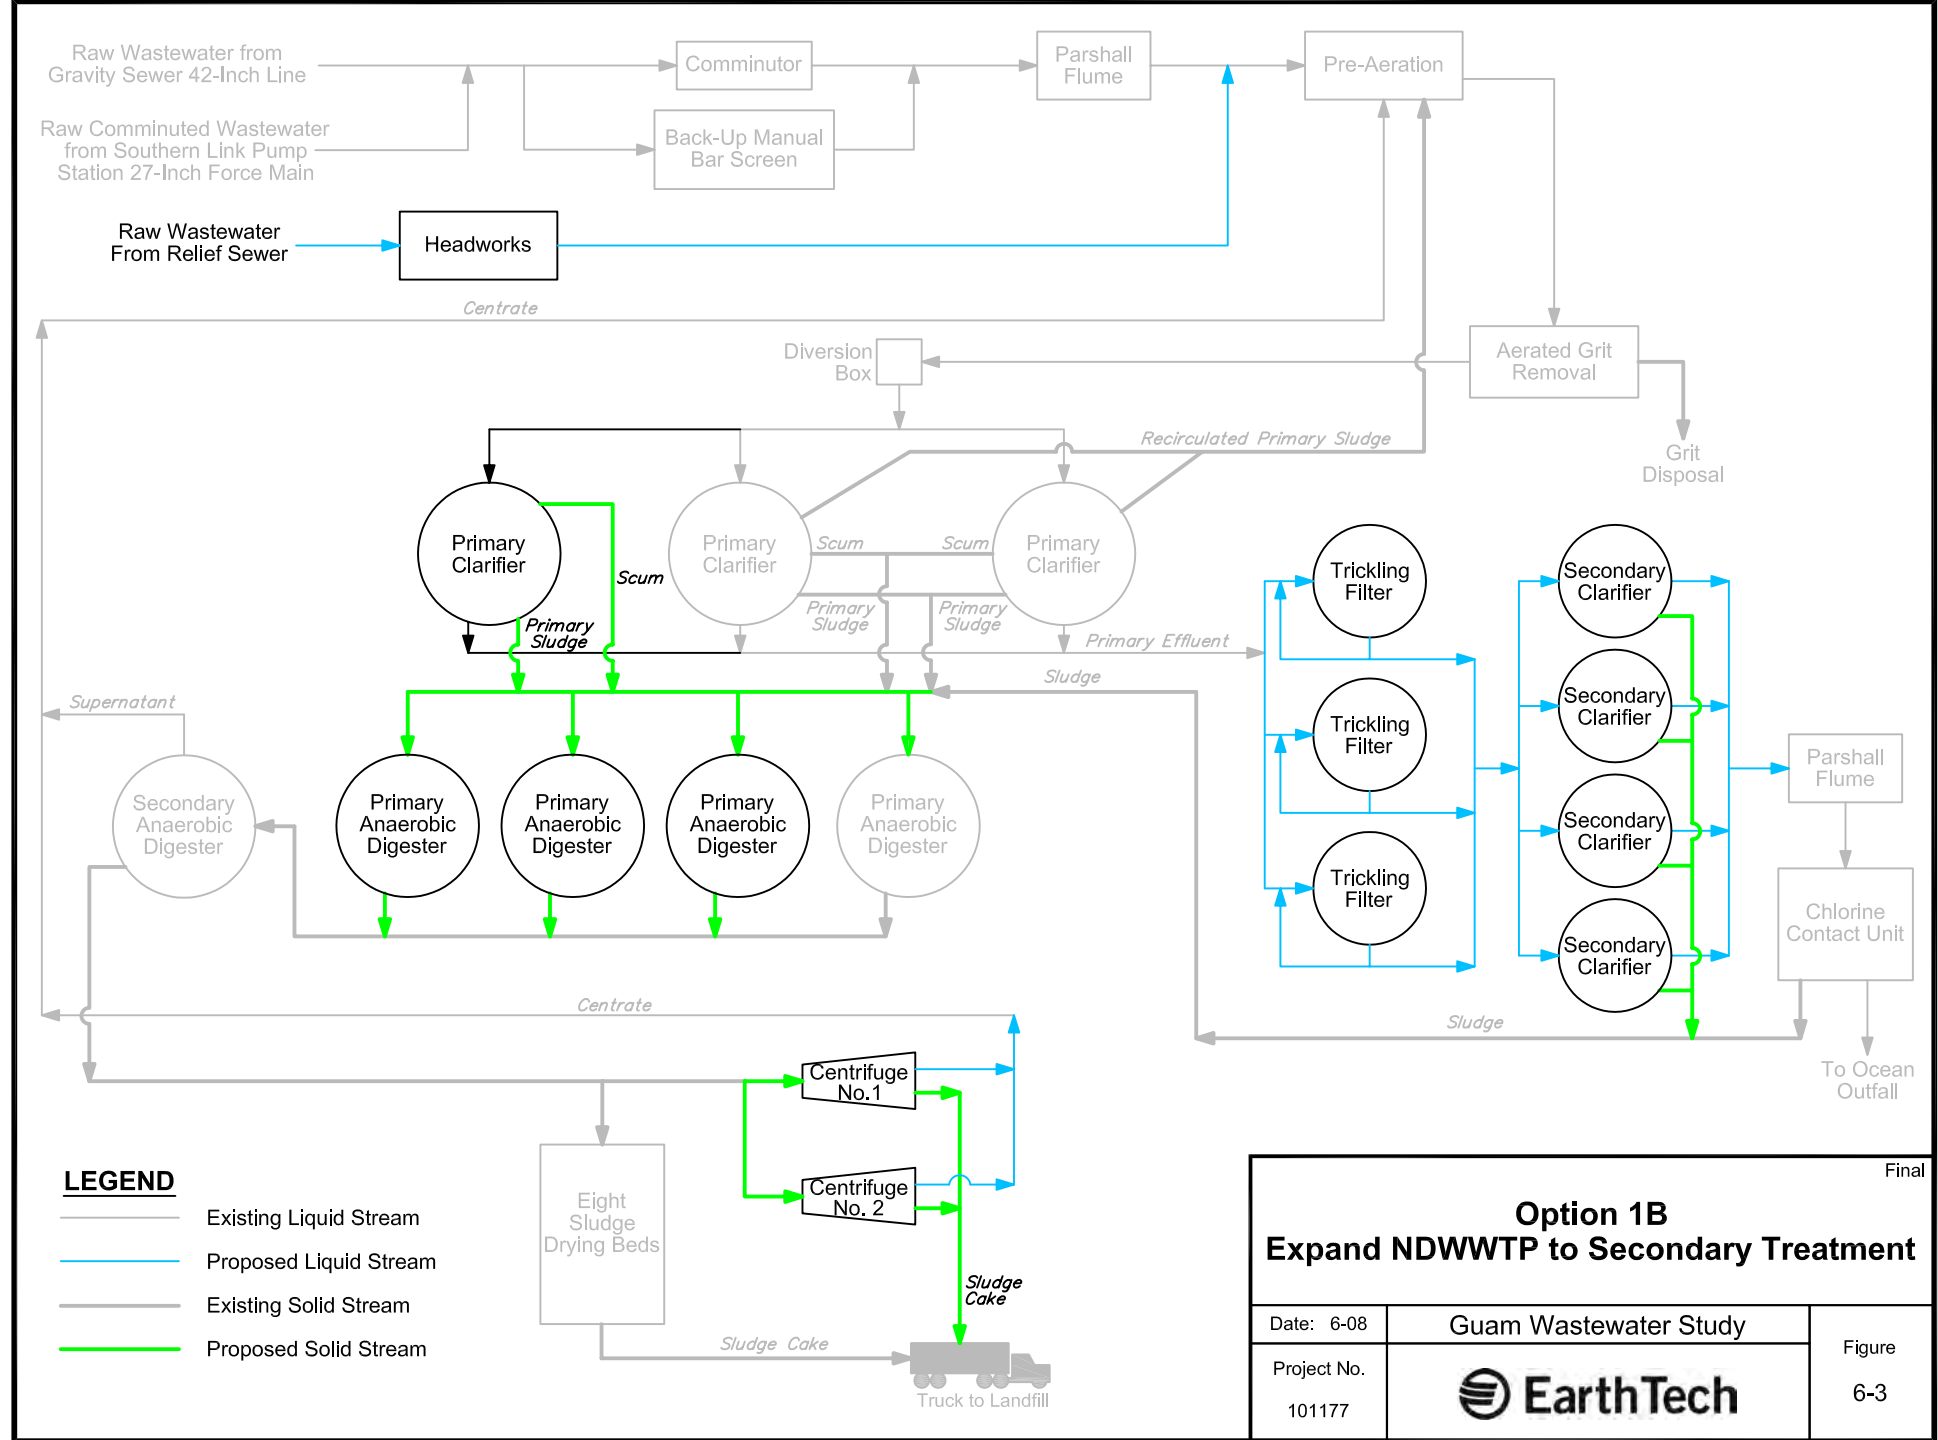 Raw Wastewater from
Gravity Sewer 42-Inch Line
Comminutor
Parshall
Flume
Pre-Aeration
Raw Comminuted Wastewater
from Southern Link Pump
Station 27-Inch Force Main
Back-Up Manual
Bar Screen
Raw Wastewater
From Relief Sewer
Headworks
Centrate
Diversion
Box
Aerated Grit
Removal
Grit
Disposal
Recirculated Primary Sludge
Primary
Clarifier
Primary
Clarifier
Primary
Clarifier
Scum
Scum
Scum
Primary
Sludge
Primary
Sludge
Primary
Sludge
Primary Effluent
Sludge
Trickling
Filter
Trickling
Filter
Trickling
Filter
Secondary
Clarifier
Secondary
Clarifier
Secondary
Clarifier
Secondary
Clarifier
Parshall
Flume
Chlorine
Contact Unit
Sludge
To Ocean
Outfall
Supernatant
Secondary
Anaerobic
Digester
Primary
Anaerobic
Digester
Primary
Anaerobic
Digester
Primary
Anaerobic
Digester
Primary
Anaerobic
Digester
Centrate
Centrifuge
No.1
Centrifuge
No. 2
Eight
Sludge
Drying Beds
Sludge
Cake
Sludge Cake
Truck to Landfill
LEGEND
Existing Liquid Stream
Proposed Liquid Stream
Existing Solid Stream
Proposed Solid Stream
Final
Option 1B
Expand NDWWTP to Secondary Treatment
Date: 6-08
Guam Wastewater Study
Figure
6-3
Project No.
101177
EarthTech